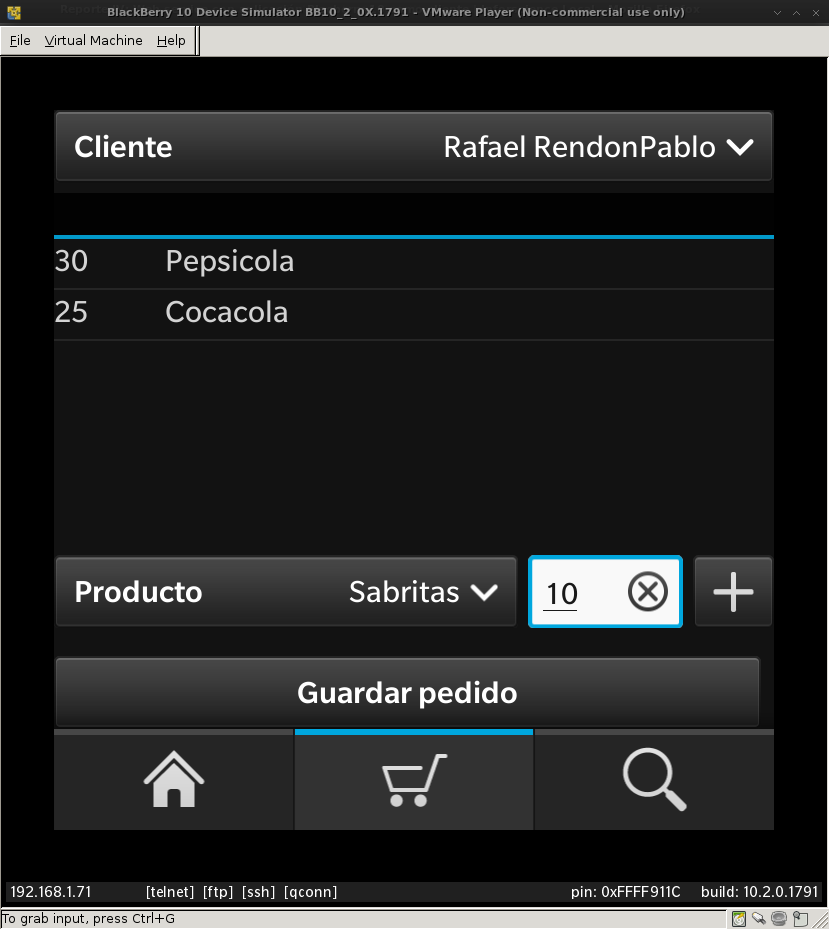 BlackBerry 10 Device Simulator BB10_2_0X.1791 - VMware Player (Non-commercial use only)
File Virtual Machine Help
Cliente Rafael RendonPablo
30 Pepsicola
25 Cocacola
Producto Sabritas 10
Guardar pedido
192.168.1.71 [telnet] [ftp] [ssh] [qconn] pin: 0xFFFF911C build: 10.2.0.1791
To grab input, press Ctrl+G